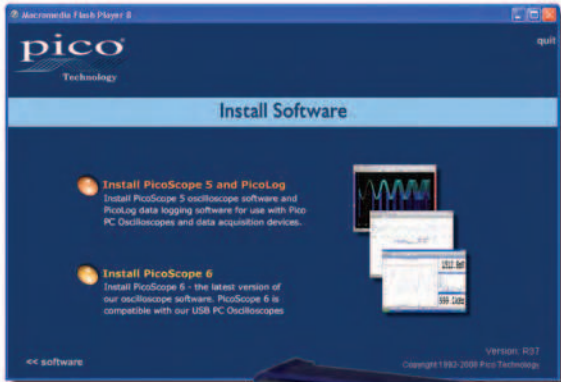 Macromedia Flash Player 8
pico
Technology
quit
Install Software
Install PicoScope 5 and PicoLog
Install PicoScope 5 oscilloscope software and
PicoLog data logging software for use with Pico
PC Oscilloscopes and data acquisition devices.
Install PicoScope 6
Install PicoScope 6 - the latest version of
our oscilloscope software. PicoScope 6 is
compatible with our USB PC Oscilloscopes
<< software
Version: R97
Copyright 1992-2008 Pico Technology